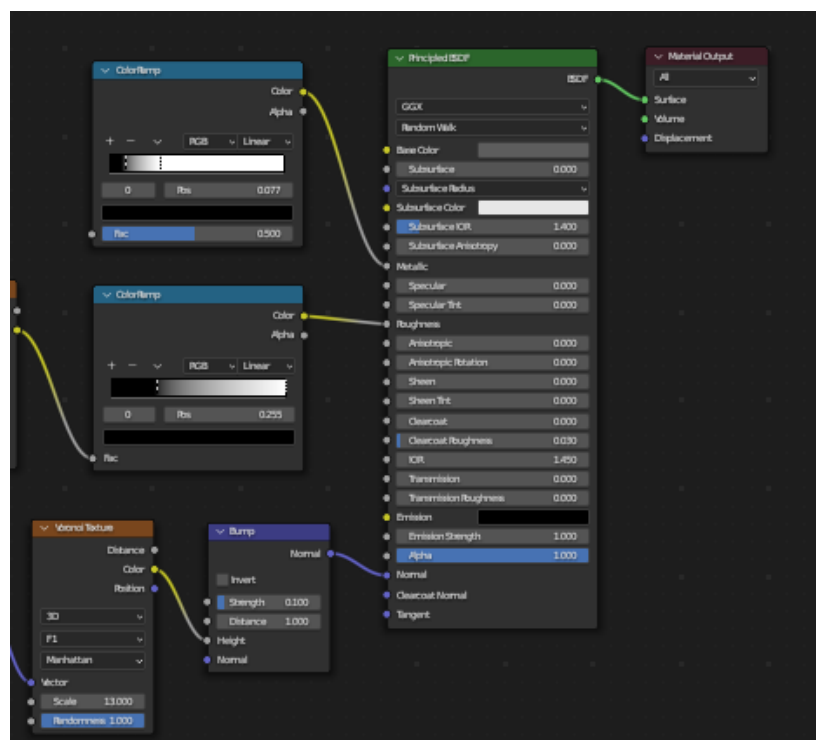 ColorRamp
Color
Alpha
+ − RGB Linear
0 Pos 0.077
Fac 0.500
ColorRamp
Color
Alpha
+ − RGB Linear
0 Pos 0.255
Fac
Voronoi Texture
Distance
Color
Position
3D
F1
Manhattan
Vector
Scale 13.000
Randomness 1.000
Bump
Normal
Invert
Strength 0.100
Distance 1.000
Height
Normal
Principled BSDF
BSDF
GGX
Random Walk
Base Color
Subsurface 0.000
Subsurface Radius
Subsurface Color
Subsurface IOR 1.400
Subsurface Anisotropy 0.000
Metallic
Specular 0.000
Specular Tint 0.000
Roughness
Anisotropic 0.000
Anisotropic Rotation 0.000
Sheen 0.000
Sheen Tint 0.000
Clearcoat 0.000
Clearcoat Roughness 0.030
IOR 1.450
Transmission 0.000
Transmission Roughness 0.000
Emission
Emission Strength 1.000
Alpha 1.000
Normal
Clearcoat Normal
Tangent
Material Output
All
Surface
Volume
Displacement